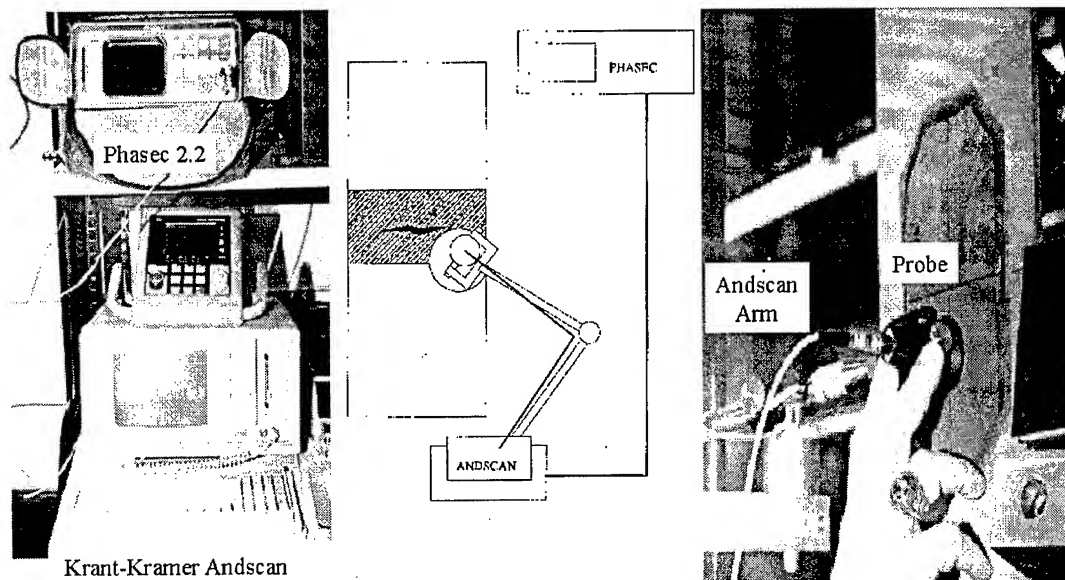 Phasec 2.2
Krant-Kramer Andscan
PHASEC
ANDSCAN
Andscan
Arm
Probe